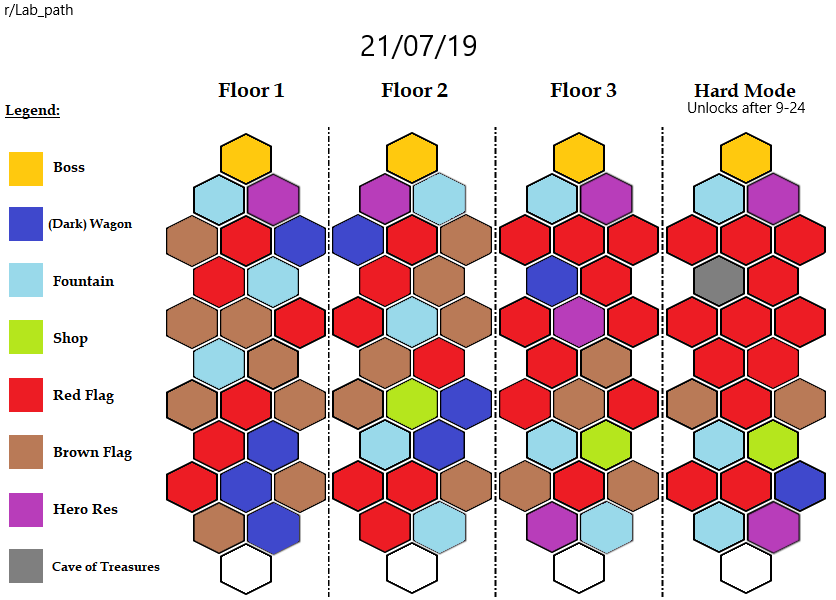 r/Lab_path
21/07/19
Floor 1
Floor 2
Floor 3
Hard Mode
Unlocks after 9-24
Legend:
Boss
(Dark) Wagon
Fountain
Shop
Red Flag
Brown Flag
Hero Res
Cave of Treasures